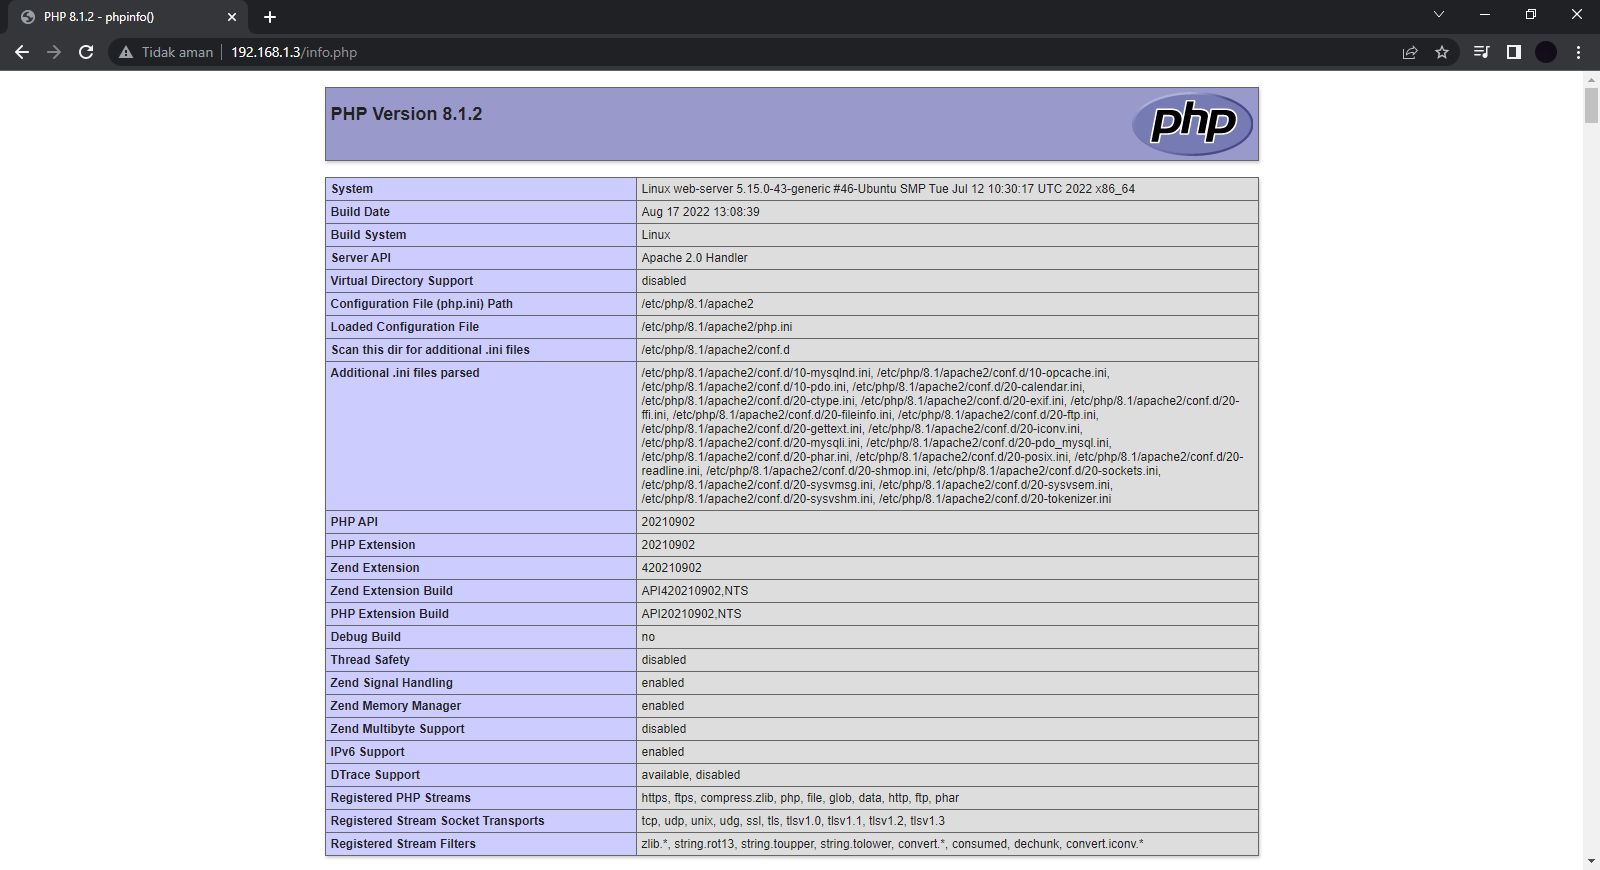 PHP 8.1.2 - phpinfo()
Tidak aman
192.168.1.3/info.php
PHP Version 8.1.2
php
System Linux web-server 5.15.0-43-generic #46-Ubuntu SMP Tue Jul 12 10:30:17 UTC 2022 x86_64
Build Date Aug 17 2022 13:08:39
Build System Linux
Server API Apache 2.0 Handler
Virtual Directory Support disabled
Configuration File (php.ini) Path /etc/php/8.1/apache2
Loaded Configuration File /etc/php/8.1/apache2/php.ini
Scan this dir for additional .ini files /etc/php/8.1/apache2/conf.d
Additional .ini files parsed /etc/php/8.1/apache2/conf.d/10-mysqlnd.ini, /etc/php/8.1/apache2/conf.d/10-opcache.ini,
/etc/php/8.1/apache2/conf.d/10-pdo.ini, /etc/php/8.1/apache2/conf.d/20-calendar.ini,
/etc/php/8.1/apache2/conf.d/20-ctype.ini, /etc/php/8.1/apache2/conf.d/20-exif.ini, /etc/php/8.1/apache2/conf.d/20-
ffi.ini, /etc/php/8.1/apache2/conf.d/20-fileinfo.ini, /etc/php/8.1/apache2/conf.d/20-ftp.ini,
/etc/php/8.1/apache2/conf.d/20-gettext.ini, /etc/php/8.1/apache2/conf.d/20-iconv.ini,
/etc/php/8.1/apache2/conf.d/20-mysqli.ini, /etc/php/8.1/apache2/conf.d/20-pdo_mysql.ini,
/etc/php/8.1/apache2/conf.d/20-phar.ini, /etc/php/8.1/apache2/conf.d/20-posix.ini, /etc/php/8.1/apache2/conf.d/20-
readline.ini, /etc/php/8.1/apache2/conf.d/20-shmop.ini, /etc/php/8.1/apache2/conf.d/20-sockets.ini,
/etc/php/8.1/apache2/conf.d/20-sysvmsg.ini, /etc/php/8.1/apache2/conf.d/20-sysvsem.ini,
/etc/php/8.1/apache2/conf.d/20-sysvshm.ini, /etc/php/8.1/apache2/conf.d/20-tokenizer.ini
PHP API 20210902
PHP Extension 20210902
Zend Extension 420210902
Zend Extension Build API420210902,NTS
PHP Extension Build API20210902,NTS
Debug Build no
Thread Safety disabled
Zend Signal Handling enabled
Zend Memory Manager enabled
Zend Multibyte Support disabled
IPv6 Support enabled
DTrace Support available, disabled
Registered PHP Streams https, ftps, compress.zlib, php, file, glob, data, http, ftp, phar
Registered Stream Socket Transports tcp, udp, unix, udg, ssl, tls, tlsv1.0, tlsv1.1, tlsv1.2, tlsv1.3
Registered Stream Filters zlib.*, string.rot13, string.toupper, string.tolower, convert.*, consumed, dechunk, convert.iconv.*